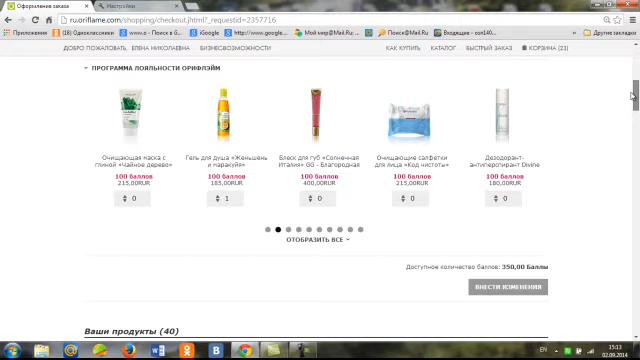 Оформление заказа
Настройки
ru.oriflame.com/shopping/checkout.jhtml?_requestid=2357716
Приложения
(18) Одноклассники
iGoogle
http://www.google...
Мой мир@Mail.Ru
Поиск@Mail.Ru
Входящие - con140...
Другие закладки
ДОБРО ПОЖАЛОВАТЬ, ЕЛЕНА НИКОЛАЕВНА БИЗНЕСВОЗМОЖНОСТИ КАК КУПИТЬ КАТАЛОГ БЫСТРЫЙ ЗАКАЗ КОРЗИНА (23)
ПРОГРАММА ЛОЯЛЬНОСТИ ОРИФЛЭЙМ
Очищающая маска с
глиной «Чайное дерево»
100 баллов
215,00RUR
0
Гель для душа «Женьшень
и маракуйя»
100 баллов
185,00RUR
1
Блеск для губ «Солнечная
Италия» GG - Благородная
100 баллов
400,00RUR
0
Очищающие салфетки
для лица «Код чистоты»
100 баллов
215,00RUR
0
Дезодорант-
антиперспирант Divine
100 баллов
180,00RUR
0
ОТОБРАЗИТЬ ВСЕ
Доступное количество баллов: 350,00 Баллы
ВНЕСТИ ИЗМЕНЕНИЯ
Ваши продукты (40)
EN
15:13
02.09.2014